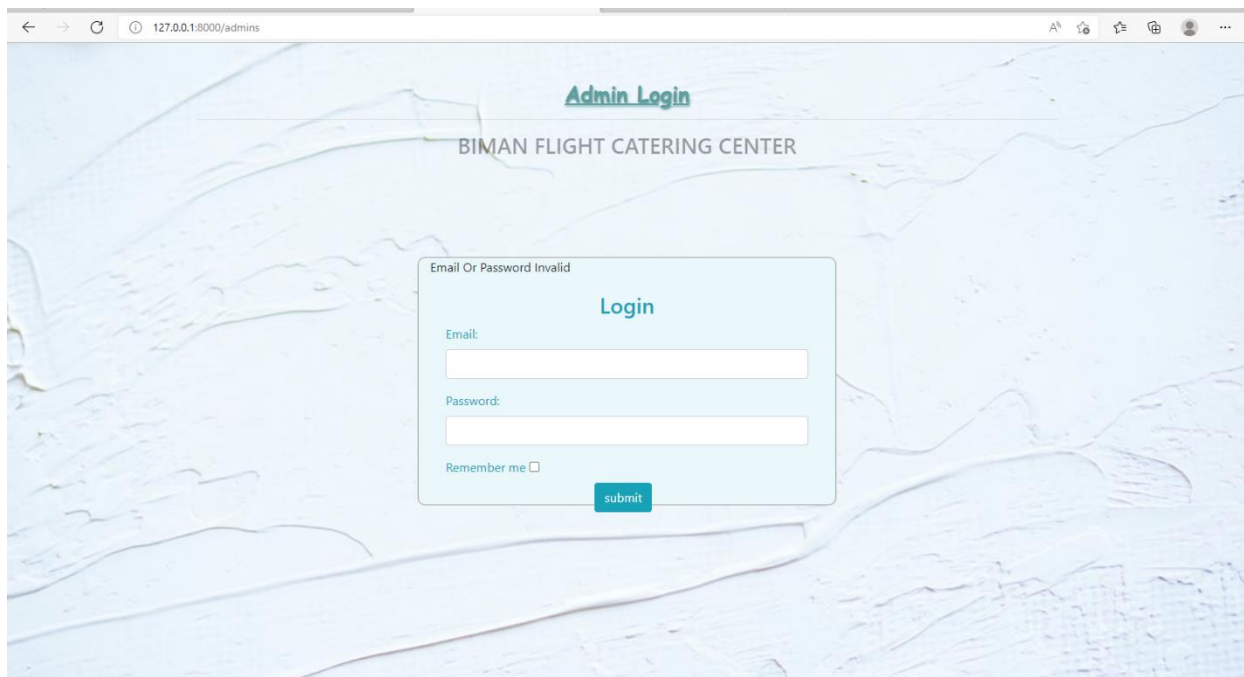 127.0.0.1:8000/admins
Admin Login
BIMAN FLIGHT CATERING CENTER
Email Or Password Invalid
Login
Email:
Password:
Remember me
submit